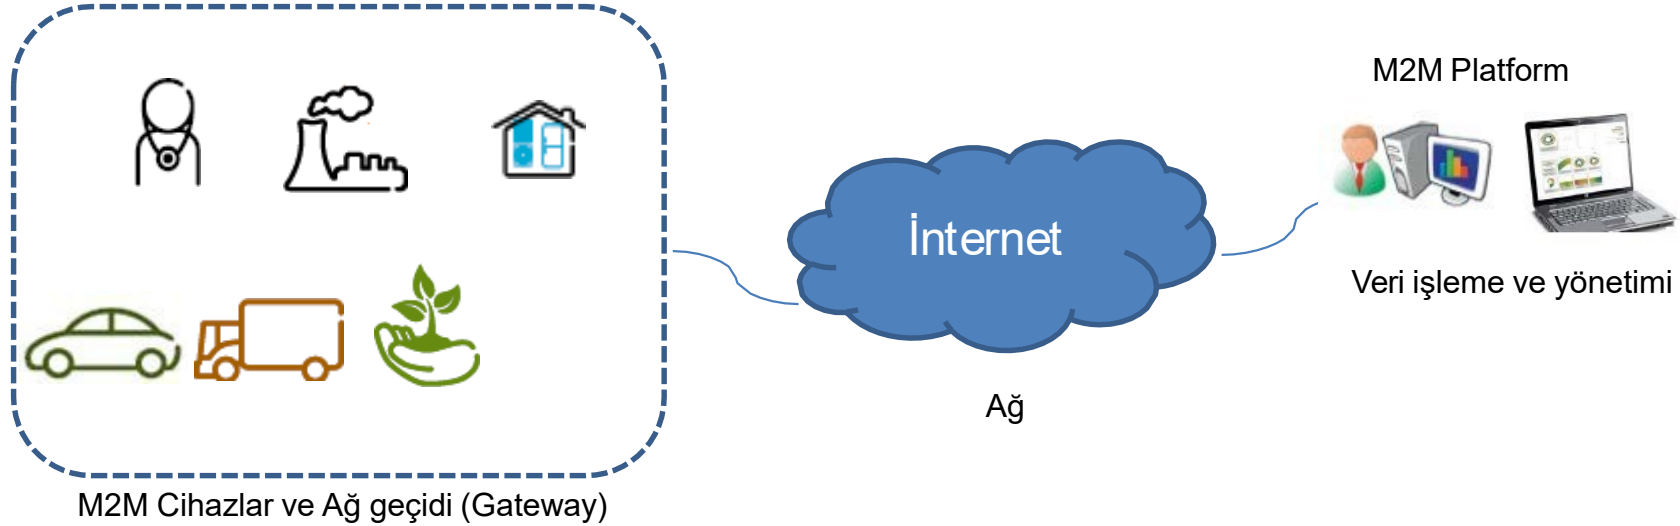 M2M Platform
İnternet
Veri işleme ve yönetimi
Ağ
M2M Cihazlar ve Ağ geçidi (Gateway)